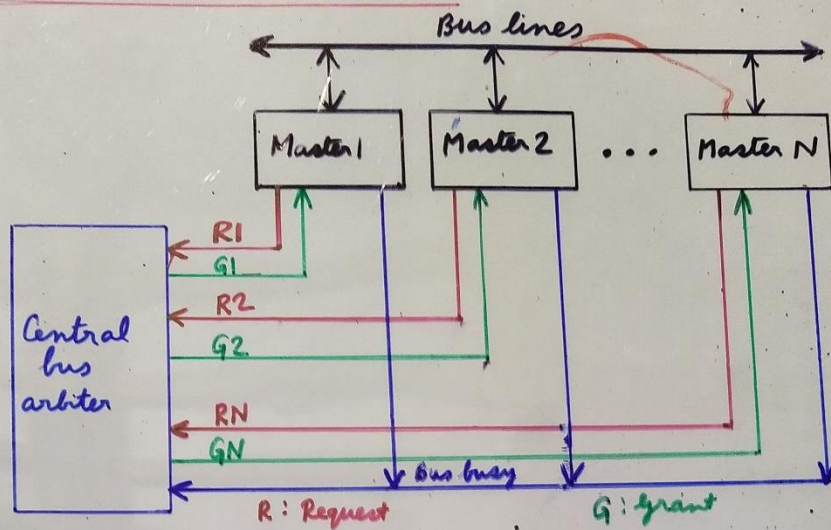 Bus lines
Master 1
Master 2
...
Master N
R1
G1
R2
G2
Central
bus
arbiter
RN
GN
Bus busy
R : Request
G : Grant